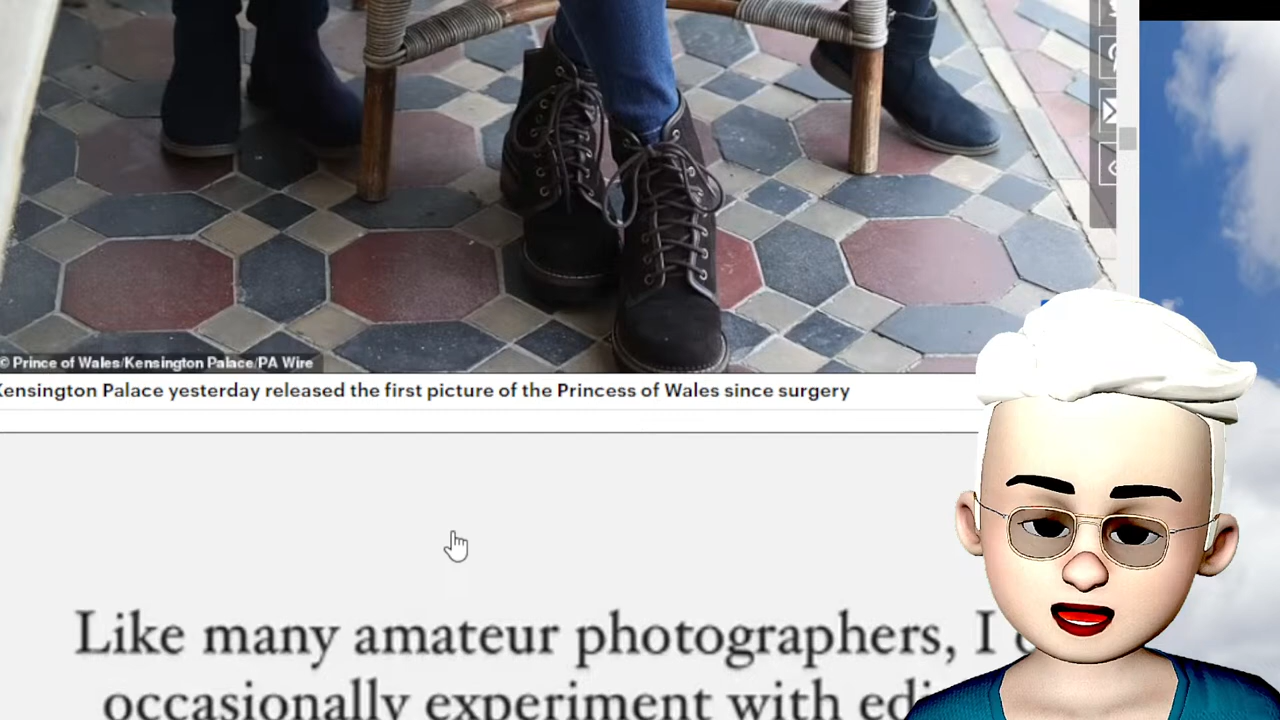 © Prince of Wales/Kensington Palace/PA Wire
Kensington Palace yesterday released the first picture of the Princess of Wales since surgery
Like many amateur photographers, I
occasionally experiment with